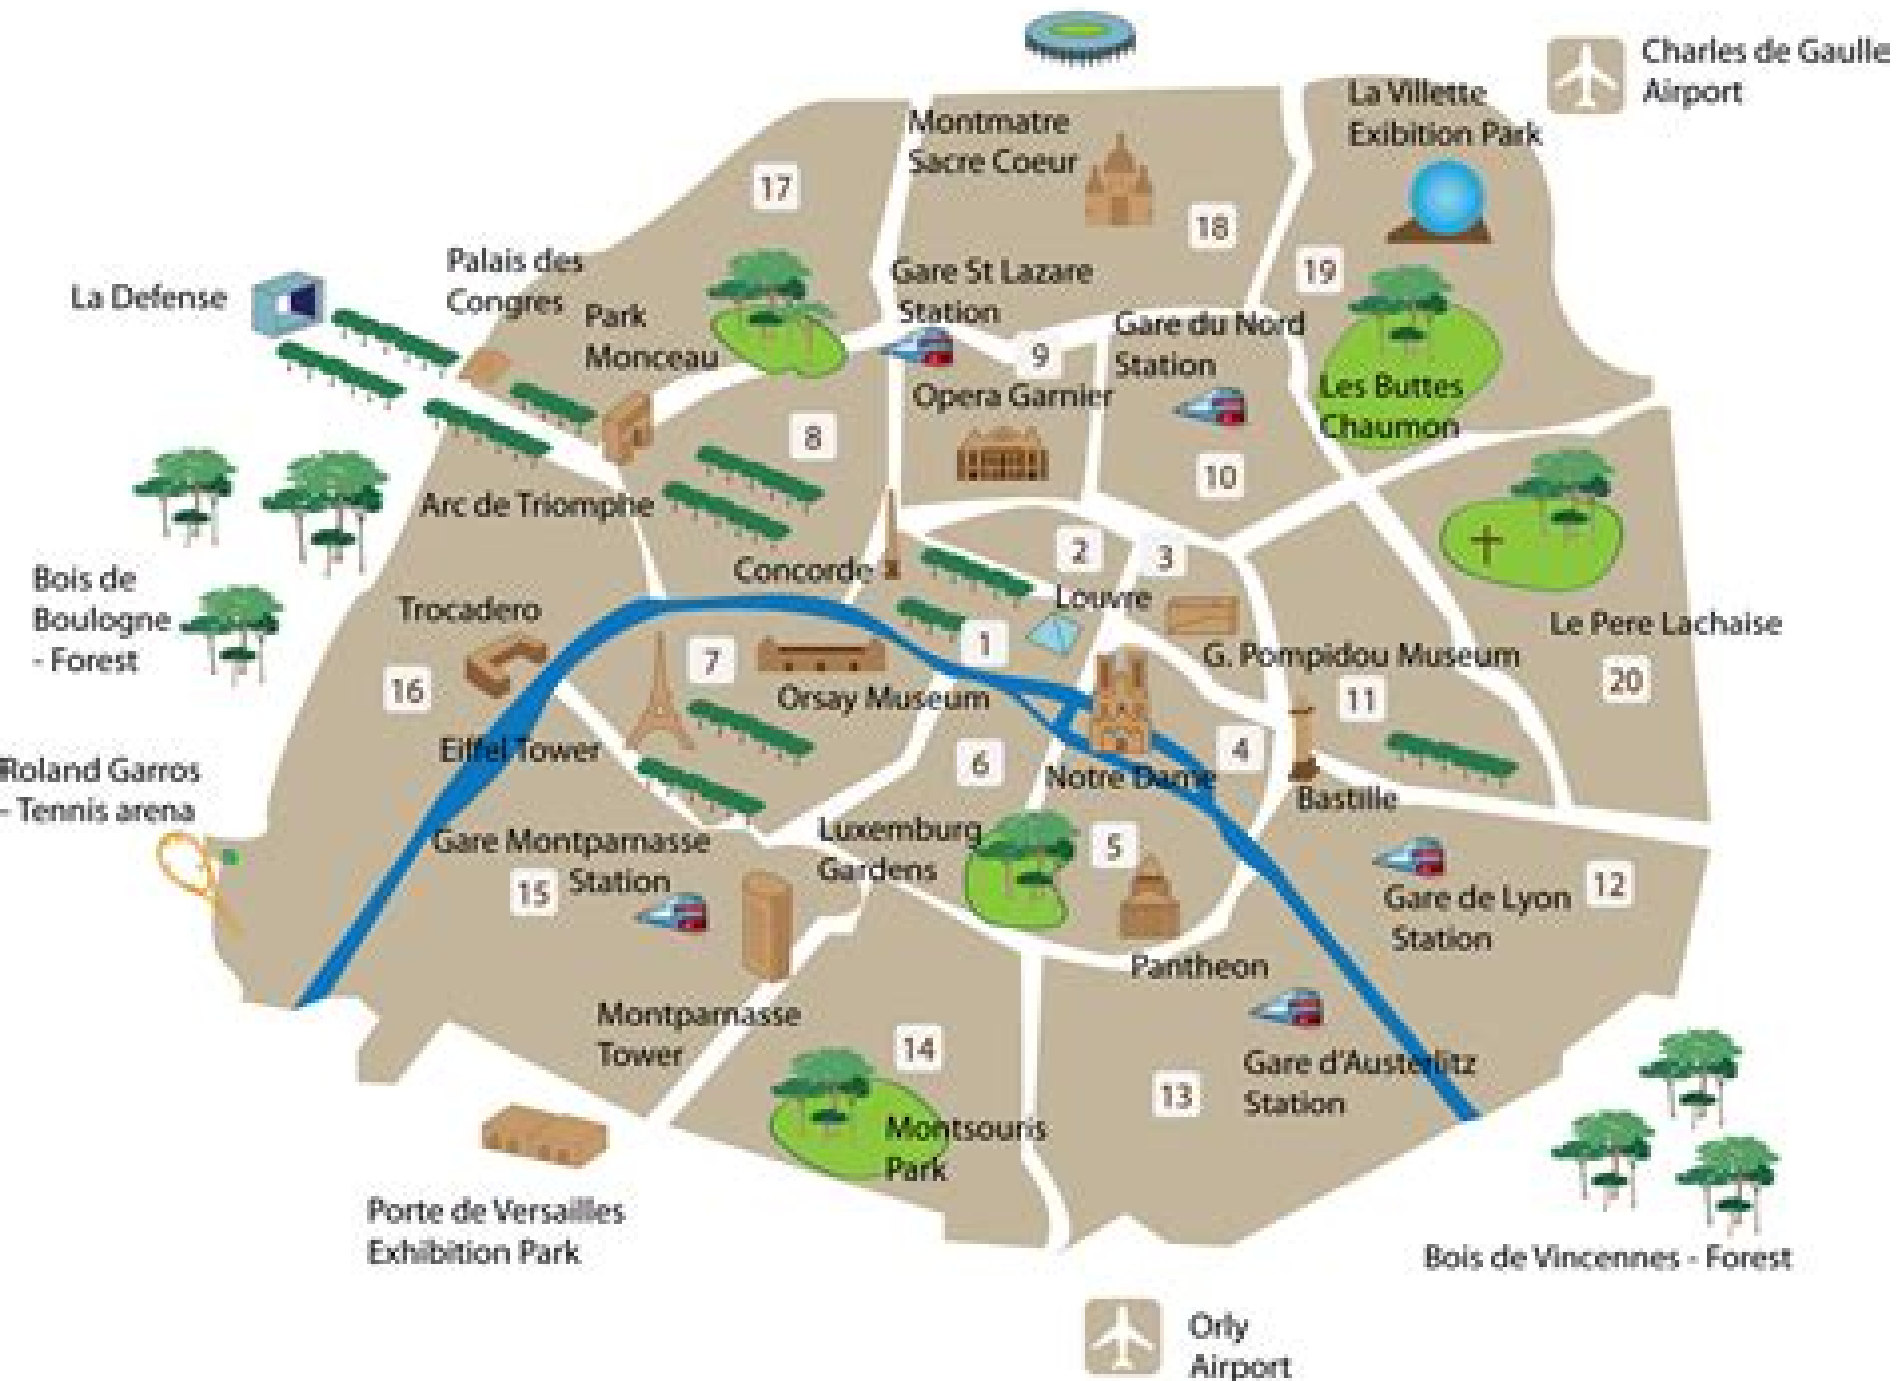 Charles de Gaulle
Airport
La Villette
Exibition Park
Montmatre
Sacre Coeur
17
18
19
Palais des
Congres
La Defense
Park
Monceau
Gare St Lazare
Station
Gare du Nord
Station
9
Opera Garnier
Les Buttes
Chaumon
8
10
Arc de Triomphe
Concorde
2
3
Louvre
Bois de
Boulogne
- Forest
Trocadero
Le Pere Lachaise
1
7
G. Pompidou Museum
16
Orsay Museum
11
20
Eiffel Tower
6
4
Notre Dame
Bastille
Roland Garros
- Tennis arena
Gare Montparnasse
Station
15
Luxemburg
Gardens
5
12
Gare de Lyon
Station
Pantheon
Montparnasse
Tower
14
13
Gare d'Austerlitz
Station
Montsouris
Park
Porte de Versailles
Exhibition Park
Bois de Vincennes - Forest
Orly
Airport